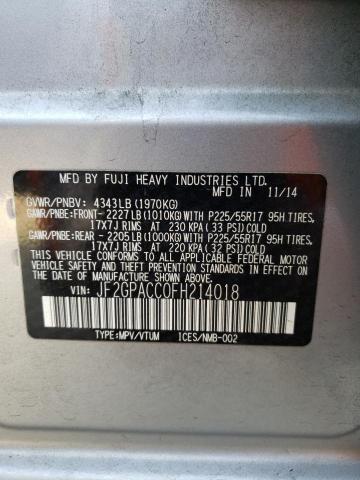 MFD BY FUJI HEAVY INDUSTRIES LTD.
MFD IN 11/14
GVWR/PNBV: 4343LB(1970KG)
GAWR/PNBE:FRONT-2227LB(1010KG)WITH P225/55R17 95H TIRES,
17X7J RIMS AT 230 KPA(33 PSI)COLD
GAWR/PNBE:REAR -2205LB(1000KG)WITH P225/55R17 95H TIRES,
17X7J RIMS AT 220 KPA(32 PSI)COLD
THIS VEHICLE CONFORMS TO ALL APPLICABLE
FEDERAL MOTOR VEHICLE SAFETY STANDARDS IN EFFECT ON
THE DATE OF MANUFACTURE SHOWN ABOVE.
VIN: JF2GPACC0FH214018
TYPE:MPV/VTUM ICES/NMB-002